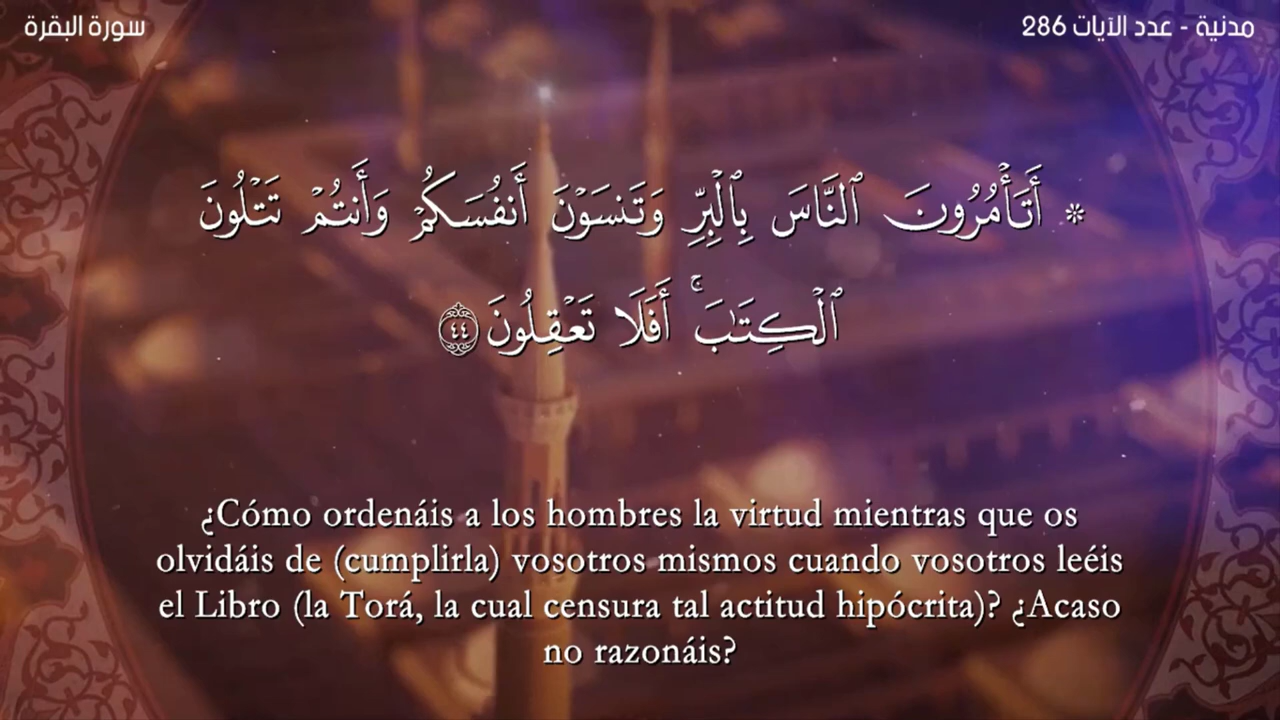 سورة البقرة
مدنية - عدد الآيات 286
* أَتَأْمُرُونَ ٱلنَّاسَ بِٱلْبِرِّ وَتَنسَوْنَ أَنفُسَكُمْ وَأَنتُمْ تَتْلُونَ
ٱلْكِتَٰبَ ۚ أَفَلَا تَعْقِلُونَ ٤٤
¿Cómo ordenáis a los hombres la virtud mientras que os
olvidáis de (cumplirla) vosotros mismos cuando vosotros leéis
el Libro (la Torá, la cual censura tal actitud hipócrita)? ¿Acaso
no razonáis?